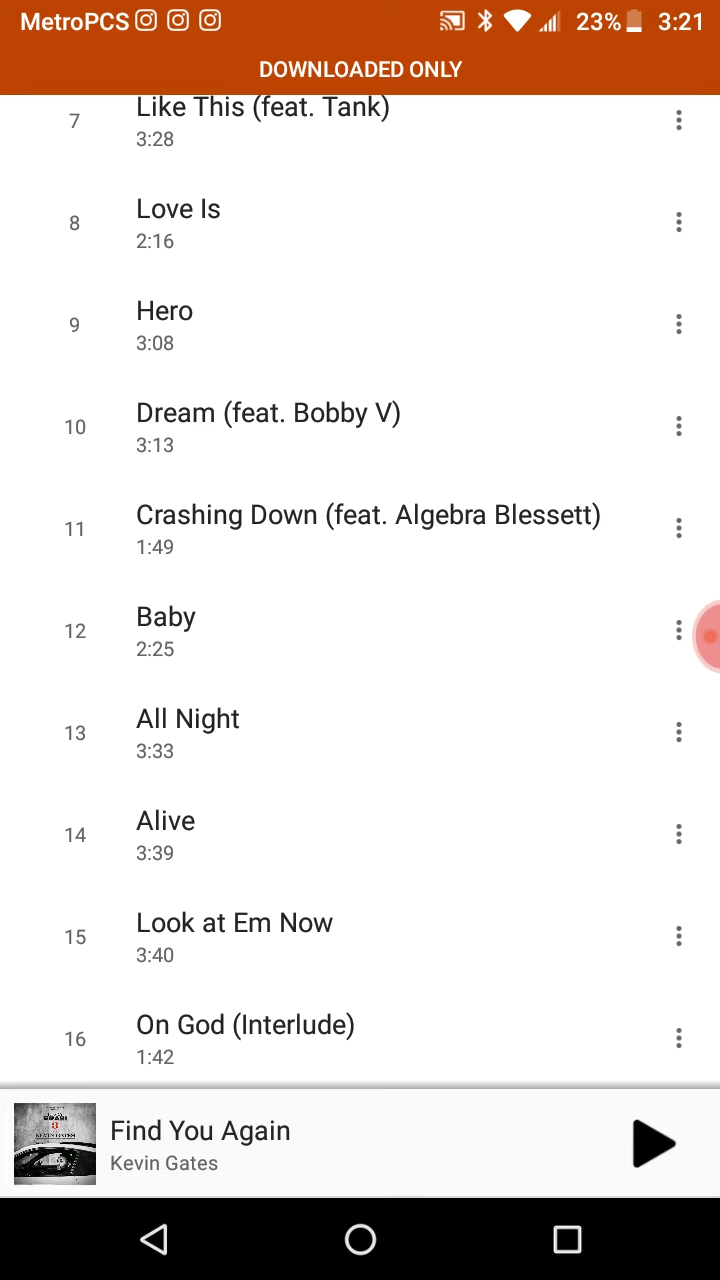 MetroPCS 23% 3:21
DOWNLOADED ONLY
7 Like This (feat. Tank)
3:28
8 Love Is
2:16
9 Hero
3:08
10 Dream (feat. Bobby V)
3:13
11 Crashing Down (feat. Algebra Blessett)
1:49
12 Baby
2:25
13 All Night
3:33
14 Alive
3:39
15 Look at Em Now
3:40
16 On God (Interlude)
1:42
KEVIN GATES
Find You Again
Kevin Gates